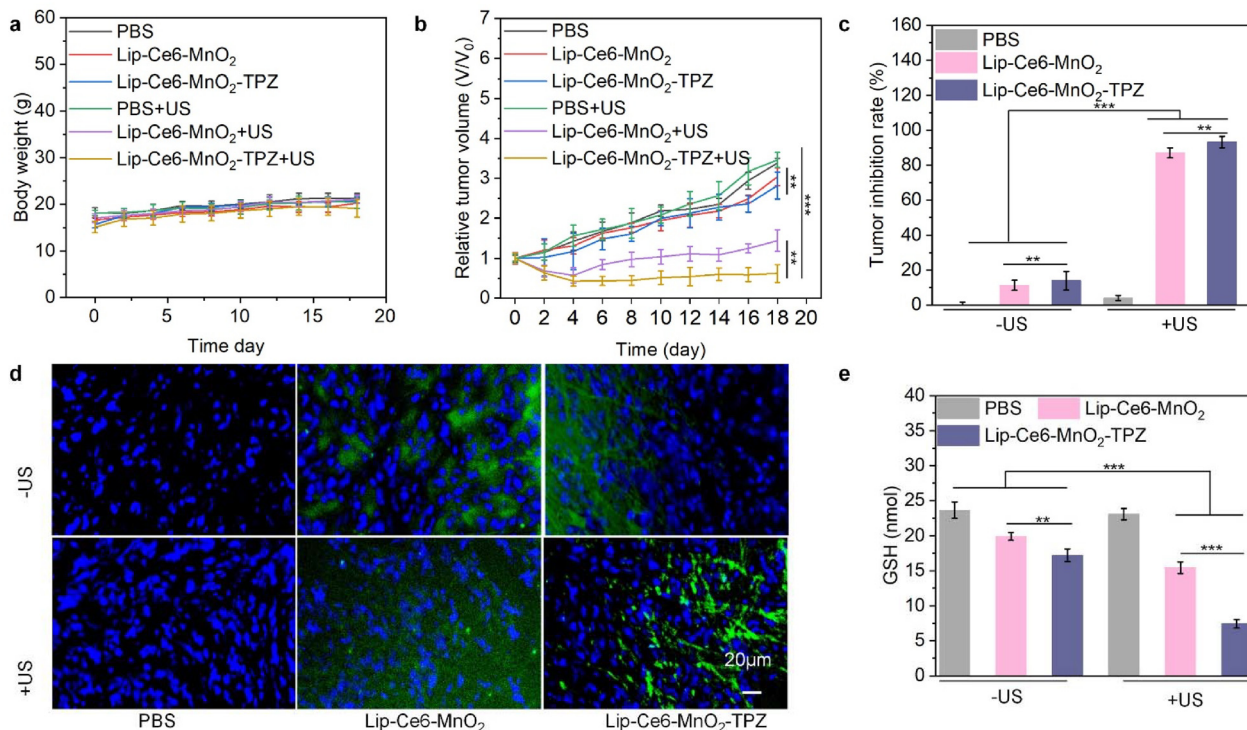 a
60
50
40
30
20
10
0
Body weight (g)
PBS
Lip-Ce6-MnO₂
Lip-Ce6-MnO₂-TPZ
PBS+US
Lip-Ce6-MnO₂+US
Lip-Ce6-MnO₂-TPZ+US
0 5 10 15 20
Time day
b
7
6
5
4
3
2
1
0
Relative tumor volume (V/V₀)
PBS
Lip-Ce6-MnO₂
Lip-Ce6-MnO₂-TPZ
PBS+US
Lip-Ce6-MnO₂+US
Lip-Ce6-MnO₂-TPZ+US
**
**
***
0 2 4 6 8 10 12 14 16 18 20
Time (day)
c
160
140
120
100
80
60
40
20
0
Tumor inhibition rate (%)
PBS
Lip-Ce6-MnO₂
Lip-Ce6-MnO₂-TPZ
***
**
**
-US +US
d
-US
+US
20μm
PBS Lip-Ce6-MnO₂ Lip-Ce6-MnO₂-TPZ
e
40
35
30
25
20
15
10
5
0
GSH (nmol)
PBS Lip-Ce6-MnO₂
Lip-Ce6-MnO₂-TPZ
***
**
***
-US +US